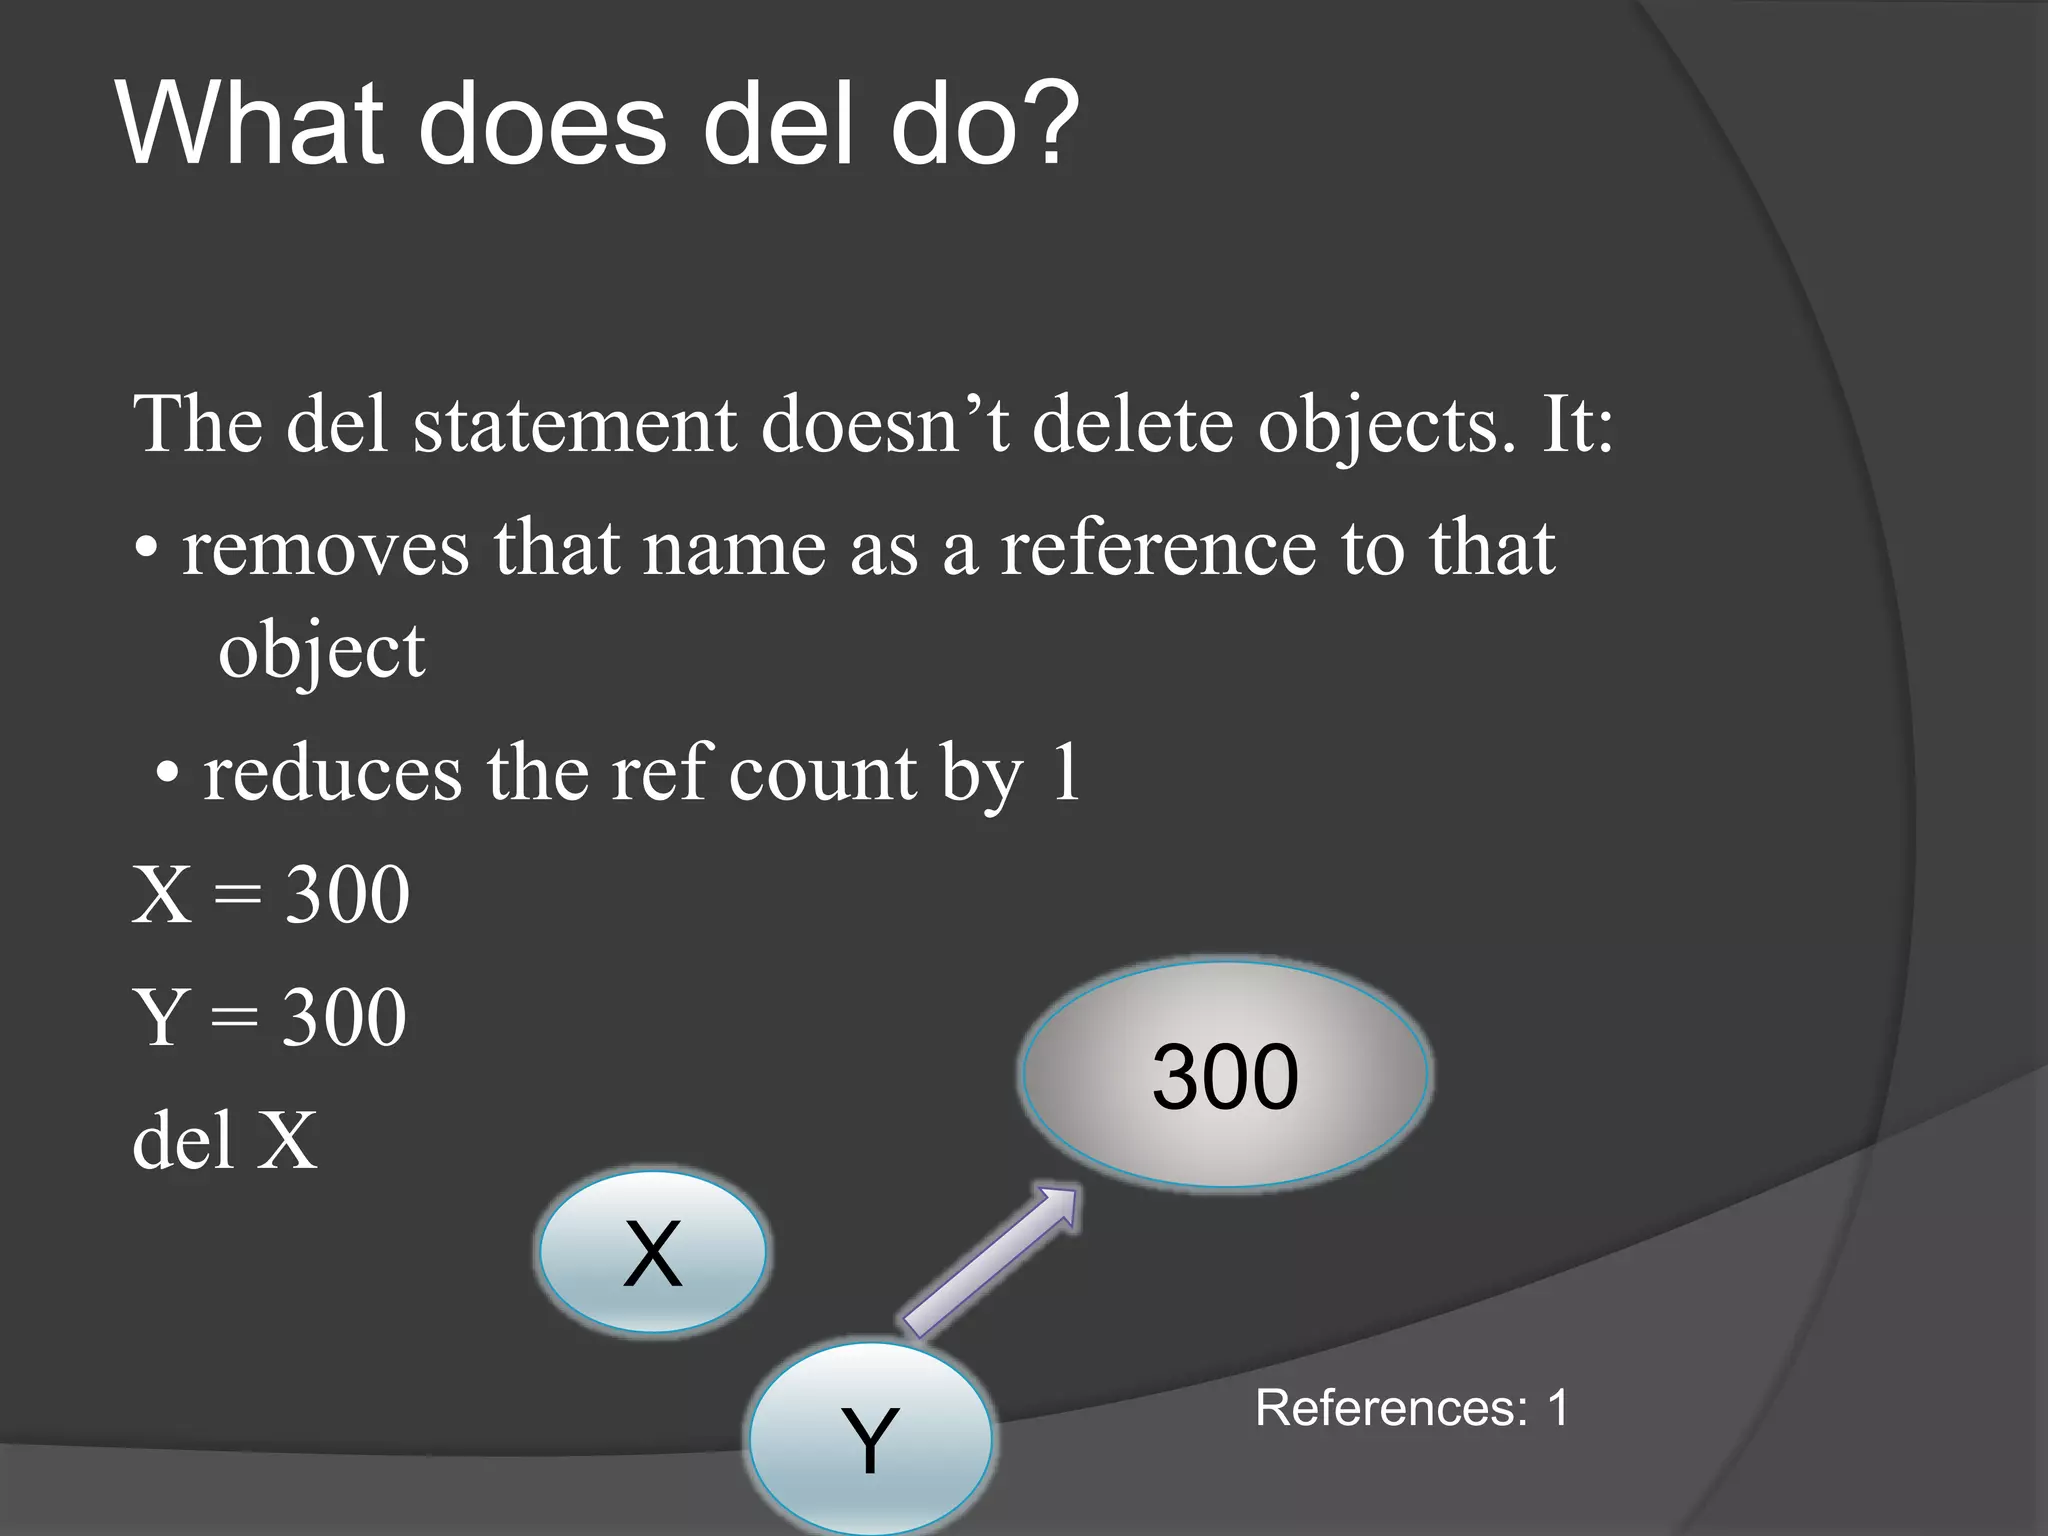 What does del do?
The del statement doesn’t delete objects. It:
• removes that name as a reference to that
object
• reduces the ref count by 1
X = 300
Y = 300
del X
300
X
Y
References: 1